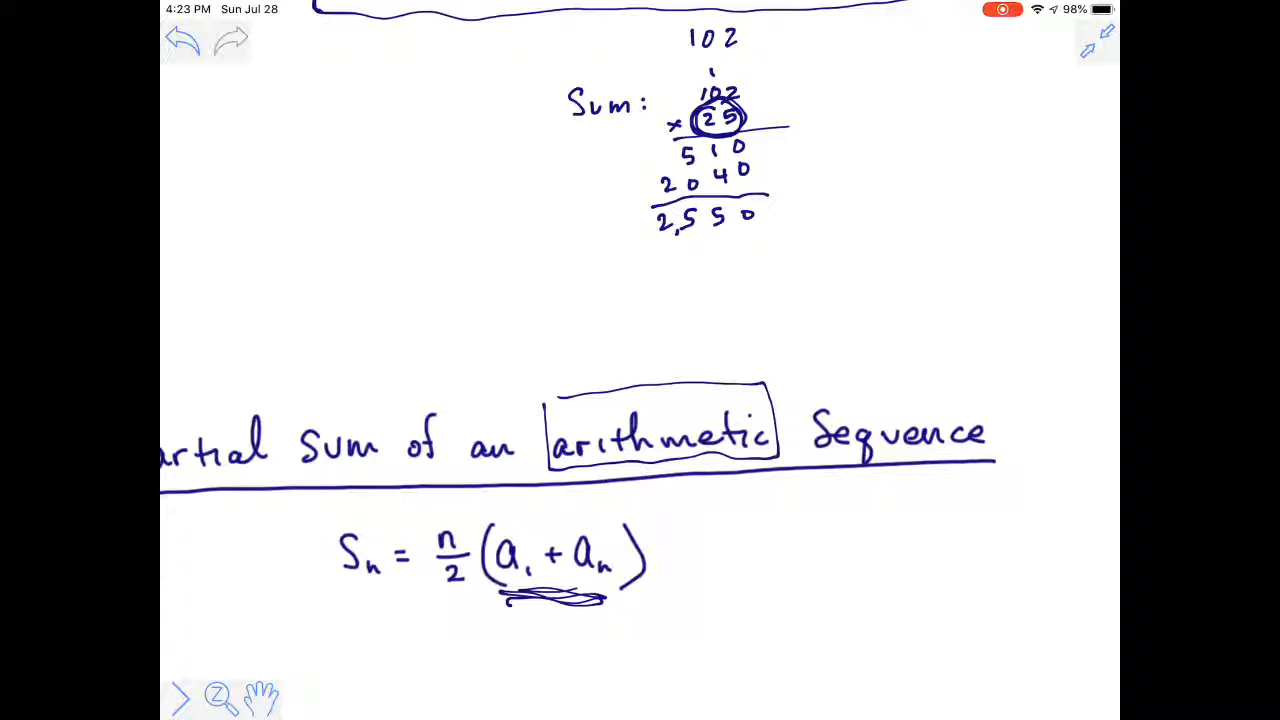 4:23 PM Sun Jul 28 98%
102
1
Sum: 102
× 25
510
2040
2,550
artial Sum of an arithmetic Sequence
Sₙ = n/2 (a₁ + aₙ)
Z